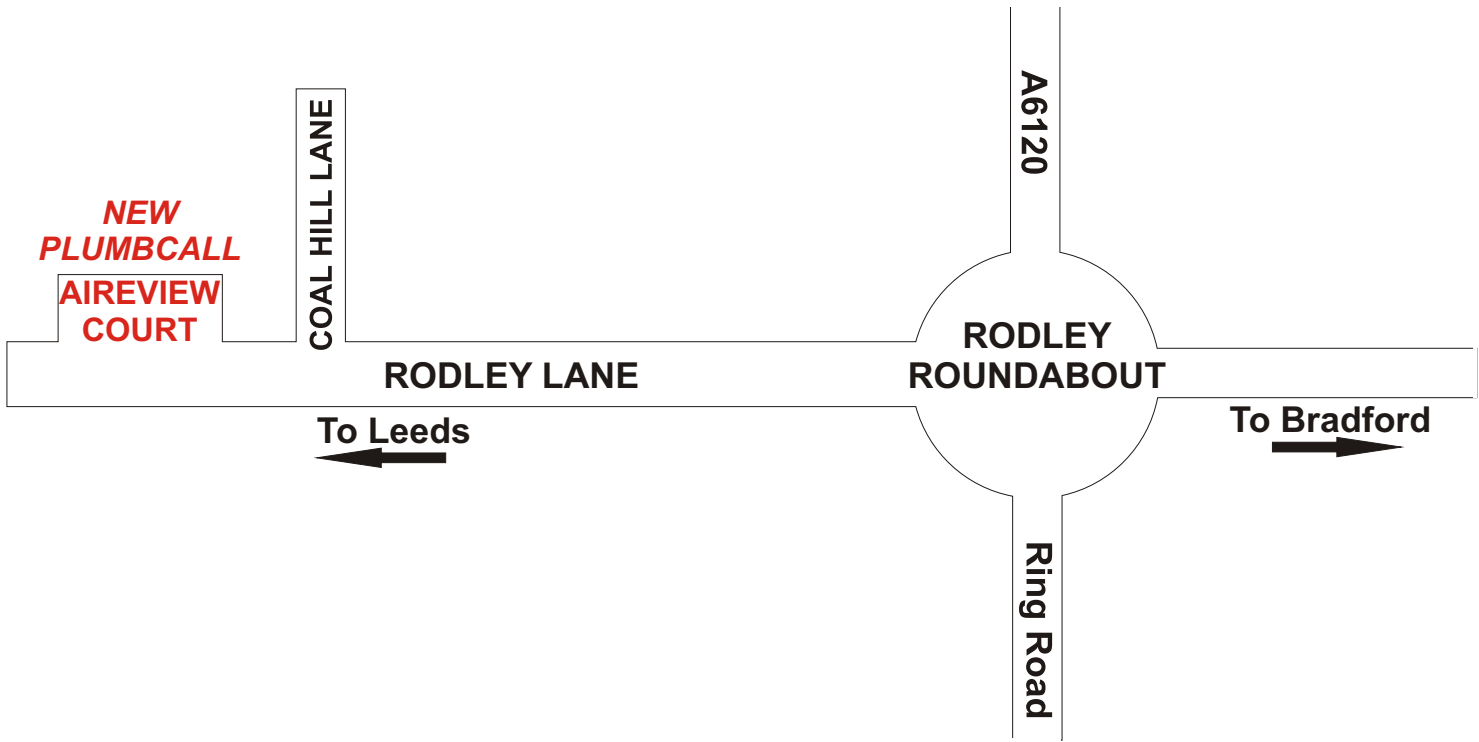 A6120
COAL HILL LANE
NEW
PLUMBCALL
AIREVIEW
COURT
RODLEY
ROUNDABOUT
RODLEY LANE
To Leeds
To Bradford
Ring Road